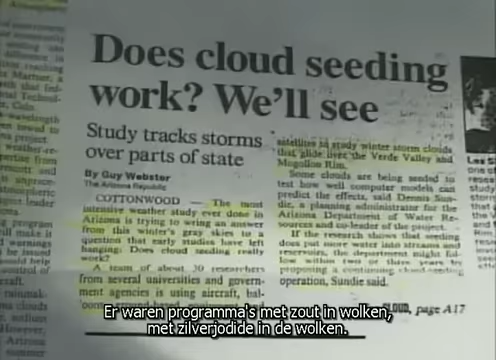 Does cloud seeding
work? We'll see
Study tracks storms
over parts of state
By Guy Webster
The Arizona Republic
COTTONWOOD — The most
intensive weather study ever done in
Arizona is trying to wring an answer
from this winter's gray skies to a
question that early studies have left
hanging: Does cloud seeding really
work?
A team of about 30 researchers
from several universities and govern-
ment agencies is using aircraft, bal-
satellites to study winter storm clouds
that glide over the Verde Valley and
Mogollon Rim.
Some clouds are being seeded to
test how well computer models can
predict the effects, said Dennis Sun-
die, a planning administrator for the
Arizona Department of Water Re-
sources and co-leader of the project.
If the research shows that seeding
does put more water into streams and
reservoirs, the department might fol-
low within two or three years by
proposing a continuing cloud-seeding
operation, Sundie said.
CLOUD, page A17
Er waren programma's met zout in wolken,
met zilverjodide in de wolken.